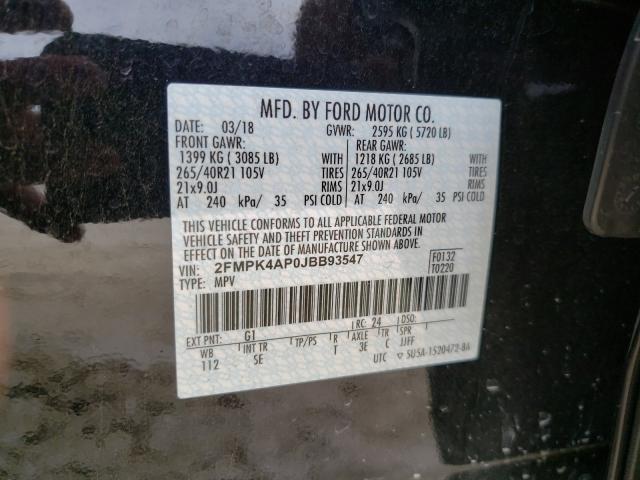 MFD. BY FORD MOTOR CO.
DATE: 03/18 GVWR: 2595 KG ( 5720 LB)
FRONT GAWR: REAR GAWR:
1399 KG ( 3085 LB) WITH 1218 KG ( 2685 LB) WITH
265/40R21 105V TIRES 265/40R21 105V TIRES
21x9.0J RIMS 21x9.0J RIMS
AT 240 kPa/ 35 PSI COLD AT 240 kPa/ 35 PSI COLD
THIS VEHICLE CONFORMS TO ALL APPLICABLE FEDERAL MOTOR
VEHICLE SAFETY AND THEFT PREVENTION STANDARDS IN
EFFECT ON THE DATE OF MANUFACTURE SHOWN ABOVE.
VIN: 2FMPK4AP0JBB93547 F0132
TYPE: MPV T0220
EXT PNT: G1 RC: 24 DSO:
WB INT TR TP/PS R AXLE TR SPR
112 SE T 3E C JJFF
UTC ▽ 5U5A-1520472-BA